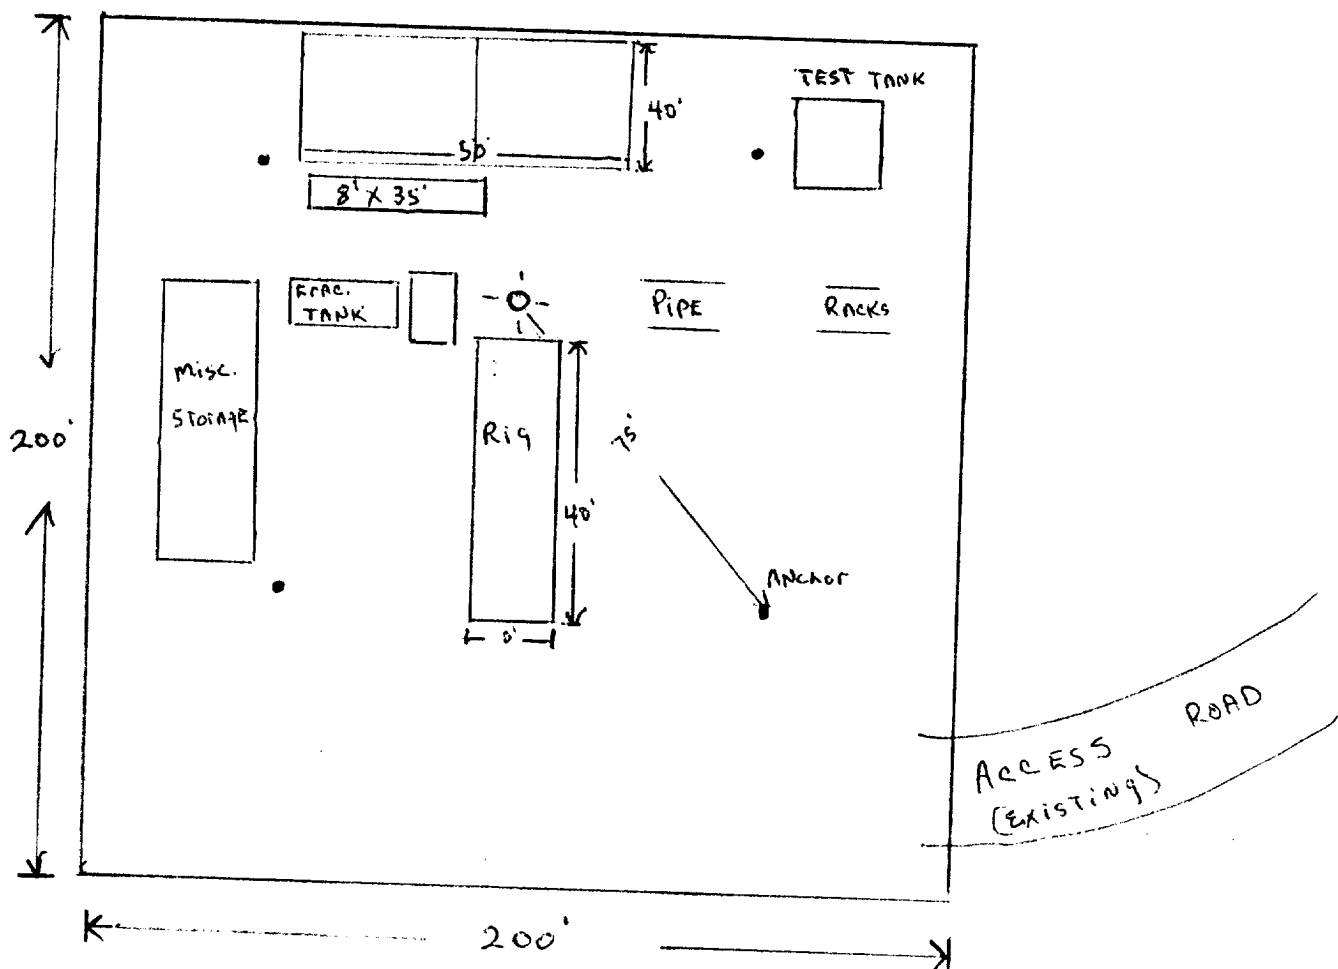 TEST TANK
40'
50'
8' X 35'
FRAC.
TANK
PIPE
RACKS
Misc.
STORAGE
200'
Rig
75'
40'
ANchor
0'
ROAD
ACCESS
(EXISTING)
200'